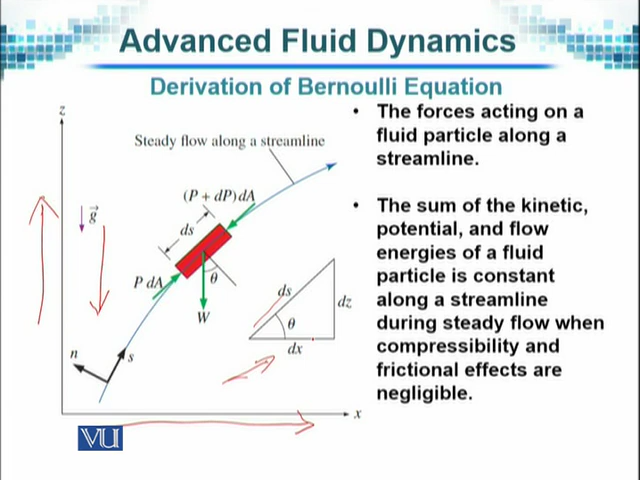 Advanced Fluid Dynamics
Derivation of Bernoulli Equation
z
Steady flow along a streamline
(P + dP)dA
ds
g
P dA
θ
W
ds
dz
θ
dx
n
s
x
VU
• The forces acting on a
fluid particle along a
streamline.
• The sum of the kinetic,
potential, and flow
energies of a fluid
particle is constant
along a streamline
during steady flow when
compressibility and
frictional effects are
negligible.